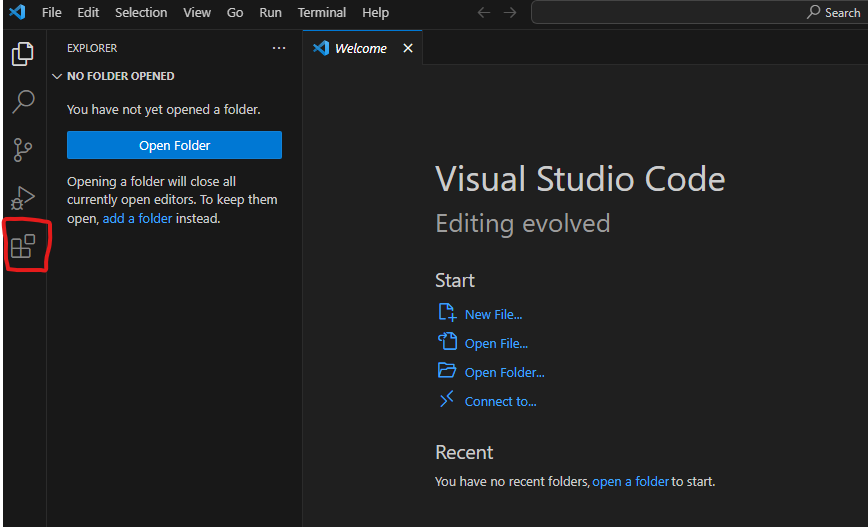 File Edit Selection View Go Run Terminal Help
Search
EXPLORER
NO FOLDER OPENED
You have not yet opened a folder.
Open Folder
Opening a folder will close all
currently open editors. To keep them
open, add a folder instead.
Welcome
Visual Studio Code
Editing evolved
Start
New File...
Open File...
Open Folder...
Connect to...
Recent
You have no recent folders, open a folder to start.